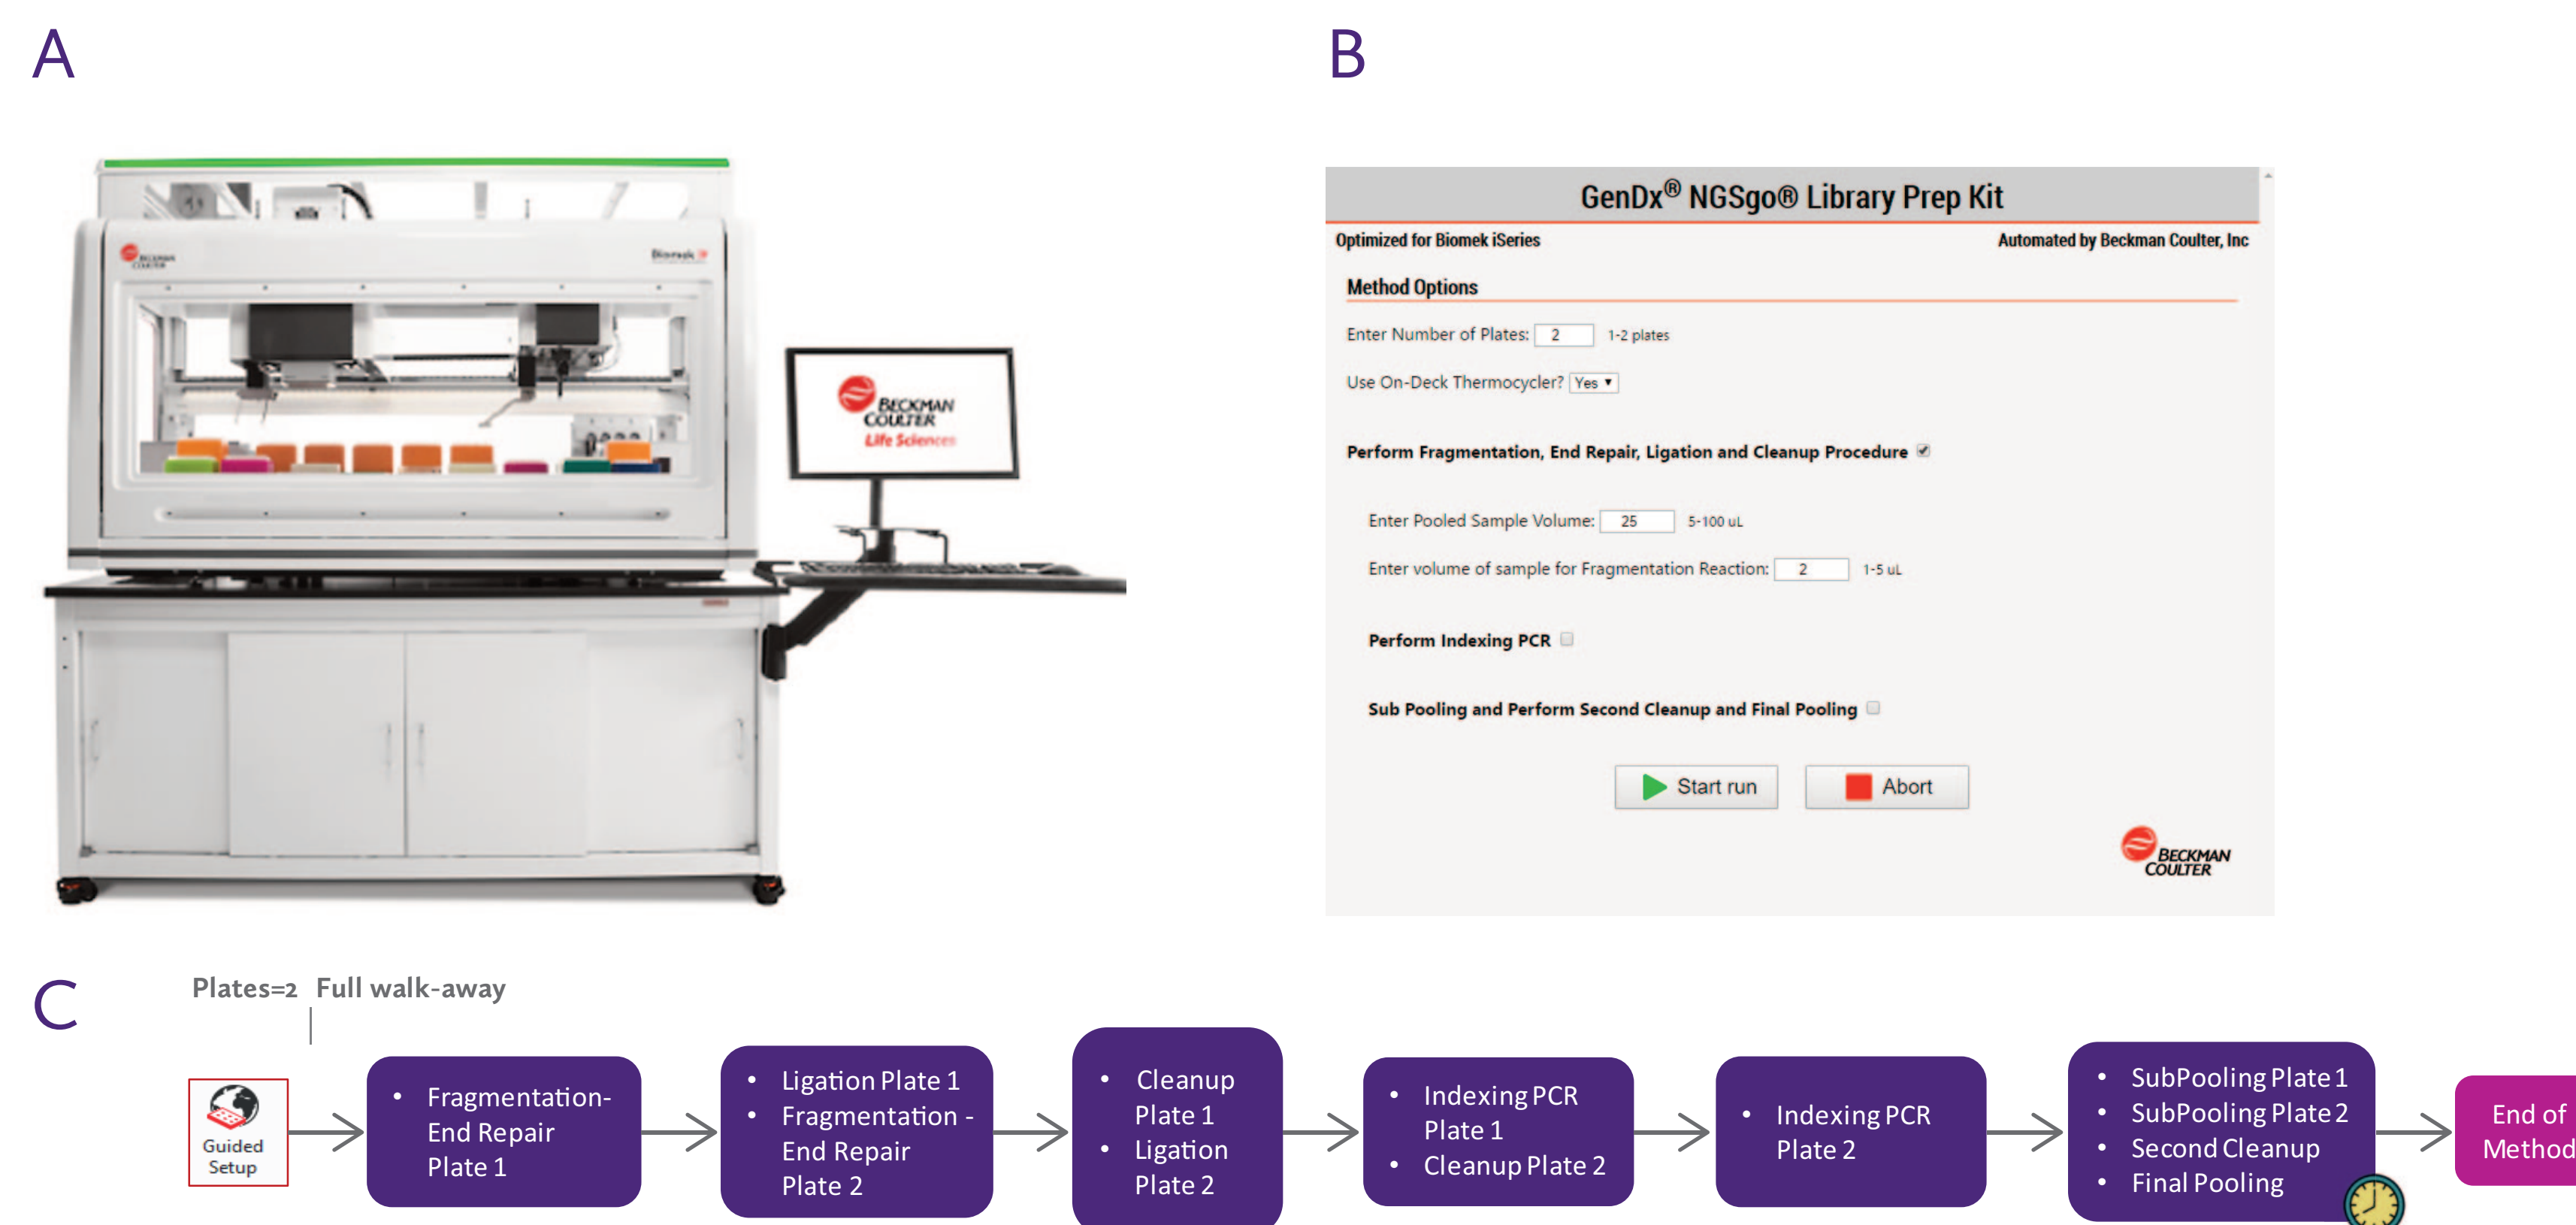 A
B
BECKMAN
COULTER
Biomek i7
BECKMAN
COULTER
Life Sciences
GenDx® NGSgo® Library Prep Kit
Optimized for Biomek iSeries
Automated by Beckman Coulter, Inc
Method Options
Enter Number of Plates: 2 1-2 plates
Use On-Deck Thermocycler? Yes
Perform Fragmentation, End Repair, Ligation and Cleanup Procedure
Enter Pooled Sample Volume: 25 5-100 uL
Enter volume of sample for Fragmentation Reaction: 2 1-5 uL
Perform Indexing PCR
Sub Pooling and Perform Second Cleanup and Final Pooling
Start run
Abort
BECKMAN
COULTER
C
Plates=2 Full walk-away
Guided
Setup
• Fragmentation-
End Repair
Plate 1
• Ligation Plate 1
• Fragmentation -
End Repair
Plate 2
• Cleanup
Plate 1
• Ligation
Plate 2
• Indexing PCR
Plate 1
• Cleanup Plate 2
• Indexing PCR
Plate 2
• SubPooling Plate 1
• SubPooling Plate 2
• Second Cleanup
• Final Pooling
End of
Method